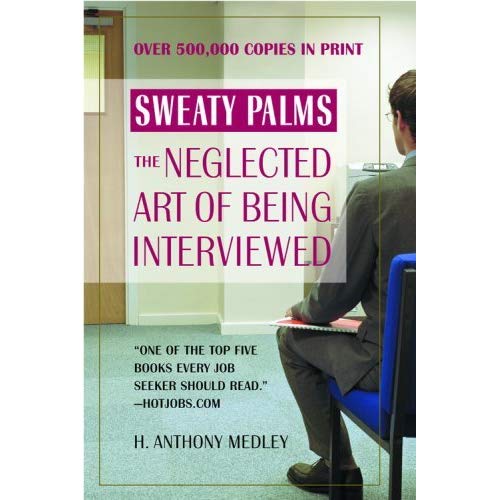 OVER 500,000 COPIES IN PRINT
SWEATY PALMS
THE NEGLECTED
ART OF BEING
INTERVIEWED
“ONE OF THE TOP FIVE
BOOKS EVERY JOB
SEEKER SHOULD READ.”
—HOTJOBS.COM
H. ANTHONY MEDLEY